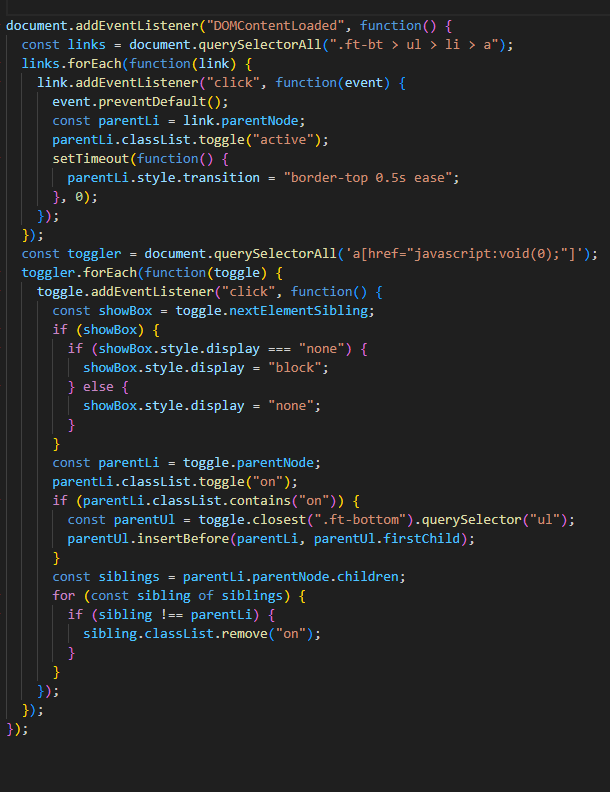 document.addEventListener("DOMContentLoaded", function() {
  const links = document.querySelectorAll(".ft-bt > ul > li > a");
  links.forEach(function(link) {
    link.addEventListener("click", function(event) {
      event.preventDefault();
      const parentLi = link.parentNode;
      parentLi.classList.toggle("active");
      setTimeout(function() {
        parentLi.style.transition = "border-top 0.5s ease";
      }, 0);
    });
  });
  const toggler = document.querySelectorAll('a[href="javascript:void(0);"]');
  toggler.forEach(function(toggle) {
    toggle.addEventListener("click", function() {
      const showBox = toggle.nextElementSibling;
      if (showBox) {
        if (showBox.style.display === "none") {
          showBox.style.display = "block";
        } else {
          showBox.style.display = "none";
        }
      }
      const parentLi = toggle.parentNode;
      parentLi.classList.toggle("on");
      if (parentLi.classList.contains("on")) {
        const parentUl = toggle.closest(".ft-bottom").querySelector("ul");
        parentUl.insertBefore(parentLi, parentUl.firstChild);
      }
      const siblings = parentLi.parentNode.children;
      for (const sibling of siblings) {
        if (sibling !== parentLi) {
          sibling.classList.remove("on");
        }
      }
    });
  });
});